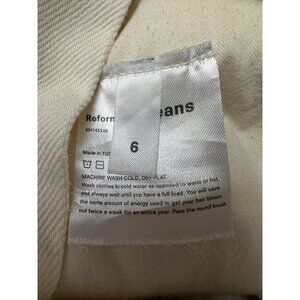 Reform eans
RN145348
6
Made in TUR
MACHINE WASH COLD, DRY FLAT.
Wash clothes in cold water as opposed to warm or hot,
and always wait until you have a full load. You will save
the same amount of energy used to get your hair blown
out twice a week for an entire year. Pass the round brush.